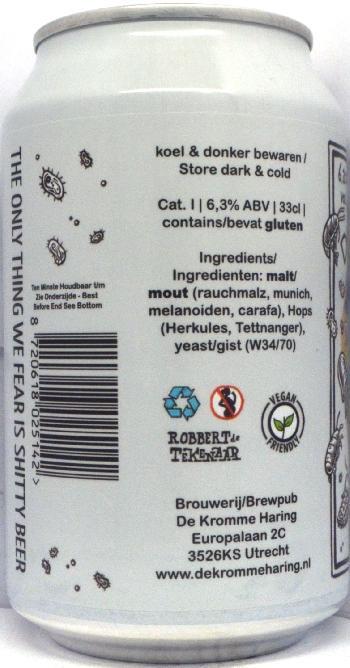 THE ONLY THING WE FEAR IS SHITTY BEER
Ten Minste Houdbaar Um
Zie Onderzijde - Best
Before End See Bottom
8 720618 025142 >
koel & donker bewaren/
Store dark & cold
Cat. I | 6,3% ABV | 33cl |
contains/bevat gluten
Ingredients/
Ingredienten: malt/
mout (rauchmalz, munich,
melanoiden, carafa), Hops
(Herkules, Tettnanger),
yeast/gist (W34/70)
ROBBERT de
TEKENAAR
VEGAN
FRIENDLY
Brouwerij/Brewpub
De Kromme Haring
Europalaan 2C
3526KS Utrecht
www.dekrommeharing.nl